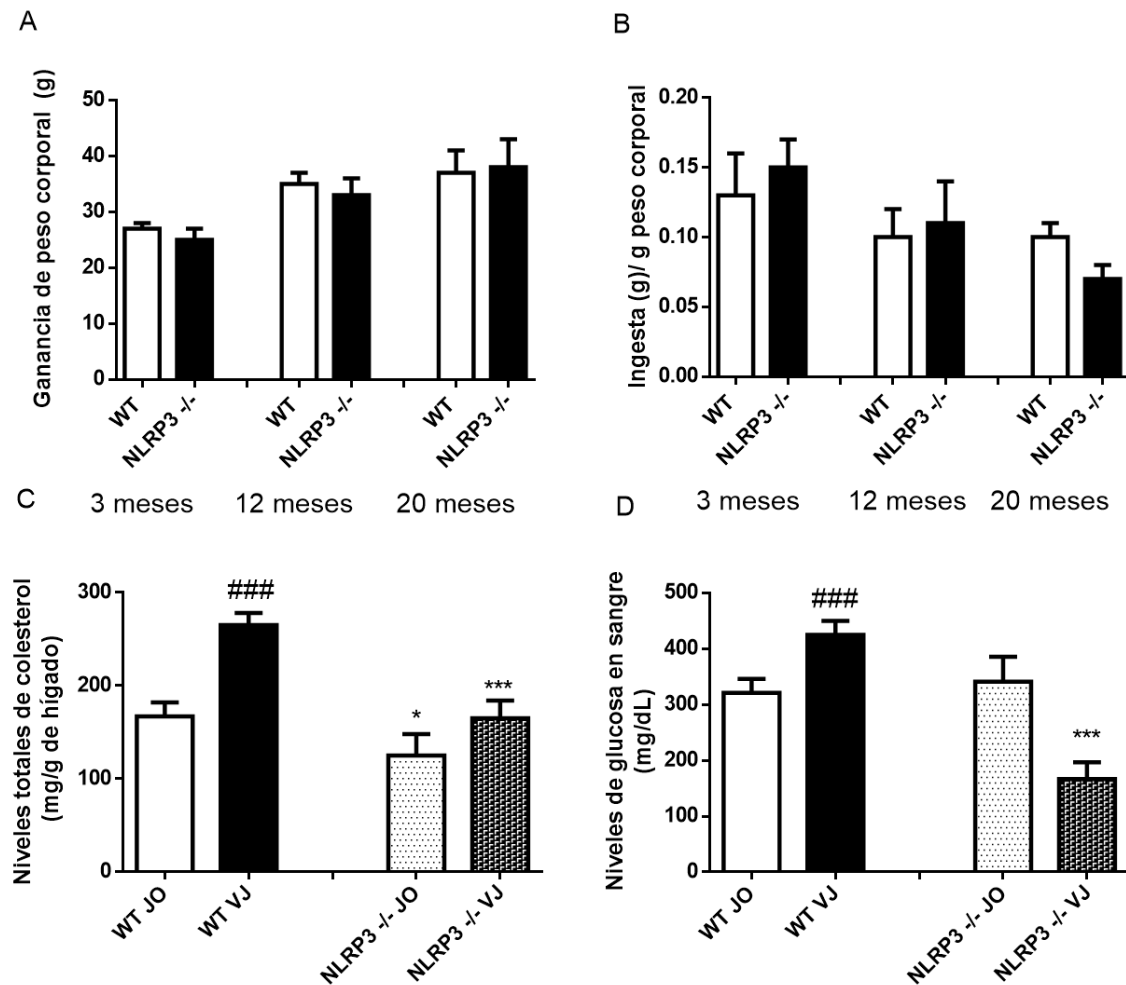 A
Ganancia de peso corporal (g)
50
40
30
20
10
0
WT
NLRP3 -/-
WT
NLRP3 -/-
WT
NLRP3 -/-
3 meses
12 meses
20 meses
B
Ingesta (g)/ g peso corporal
0.20
0.15
0.10
0.05
0.00
WT
NLRP3 -/-
WT
NLRP3 -/-
WT
NLRP3 -/-
3 meses
12 meses
20 meses
C
Niveles totales de colesterol
(mg/g de hígado)
300
200
100
0
###
*
***
WT JO
WT VJ
NLRP3 -/- JO
NLRP3 -/- VJ
D
Niveles de glucosa en sangre
(mg/dL)
500
400
300
200
100
0
###
***
WT JO
WT VJ
NLRP3 -/- JO
NLRP3 -/- VJ